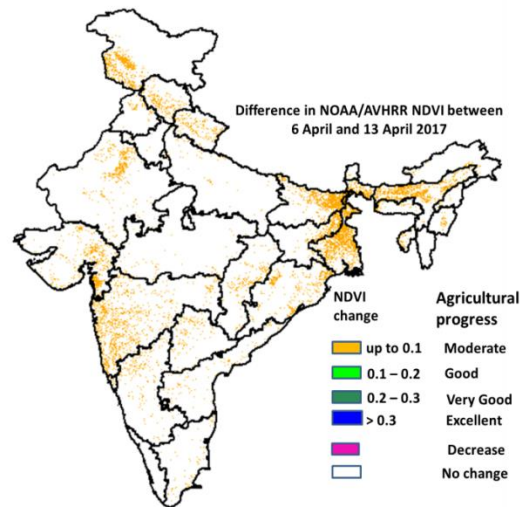 Difference in NOAA/AVHRR NDVI between
6 April and 13 April 2017
NDVI change
Agricultural progress
up to 0.1 Moderate
0.1 – 0.2 Good
0.2 – 0.3 Very Good
> 0.3 Excellent
Decrease
No change